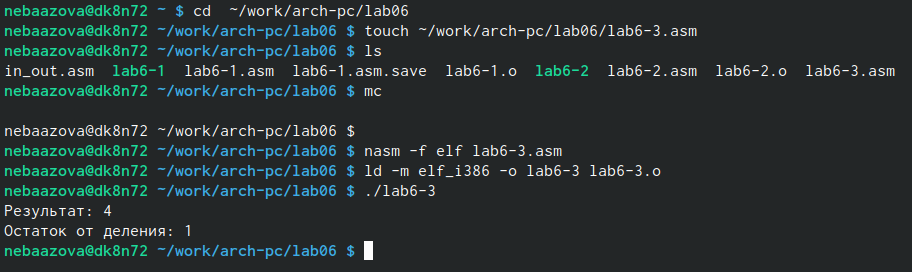 nebaazova@dk8n72 ~ $ cd  ~/work/arch-pc/lab06
nebaazova@dk8n72 ~/work/arch-pc/lab06 $ touch ~/work/arch-pc/lab06/lab6-3.asm
nebaazova@dk8n72 ~/work/arch-pc/lab06 $ ls
in_out.asm  lab6-1  lab6-1.asm  lab6-1.asm.save  lab6-1.o  lab6-2  lab6-2.asm  lab6-2.o  lab6-3.asm
nebaazova@dk8n72 ~/work/arch-pc/lab06 $ mc
nebaazova@dk8n72 ~/work/arch-pc/lab06 $
nebaazova@dk8n72 ~/work/arch-pc/lab06 $ nasm -f elf lab6-3.asm
nebaazova@dk8n72 ~/work/arch-pc/lab06 $ ld -m elf_i386 -o lab6-3 lab6-3.o
nebaazova@dk8n72 ~/work/arch-pc/lab06 $ ./lab6-3
Результат: 4
Остаток от деления: 1
nebaazova@dk8n72 ~/work/arch-pc/lab06 $